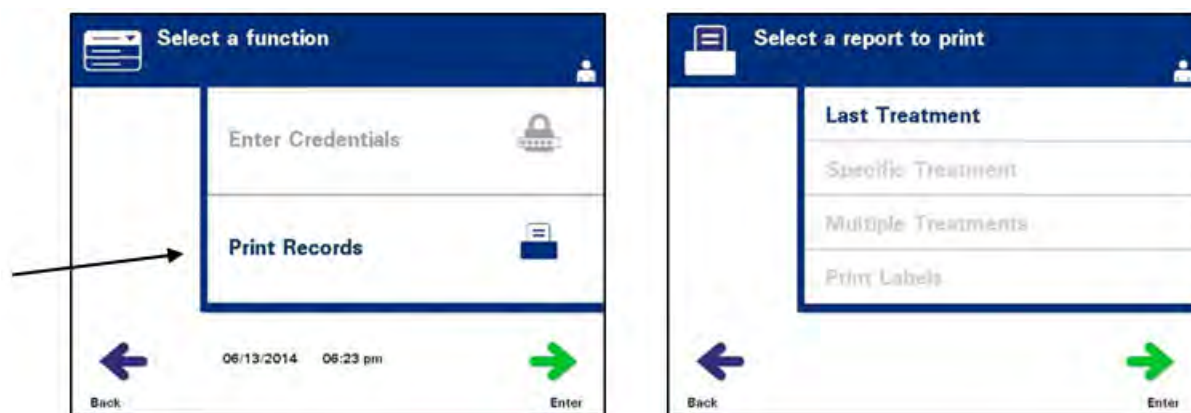 Select a function
Enter Credentials
Print Records
06/13/2014 06:23 pm
Back
Enter
Select a report to print
Last Treatment
Specific Treatment
Multiple Treatments
Print Labels
Back
Enter